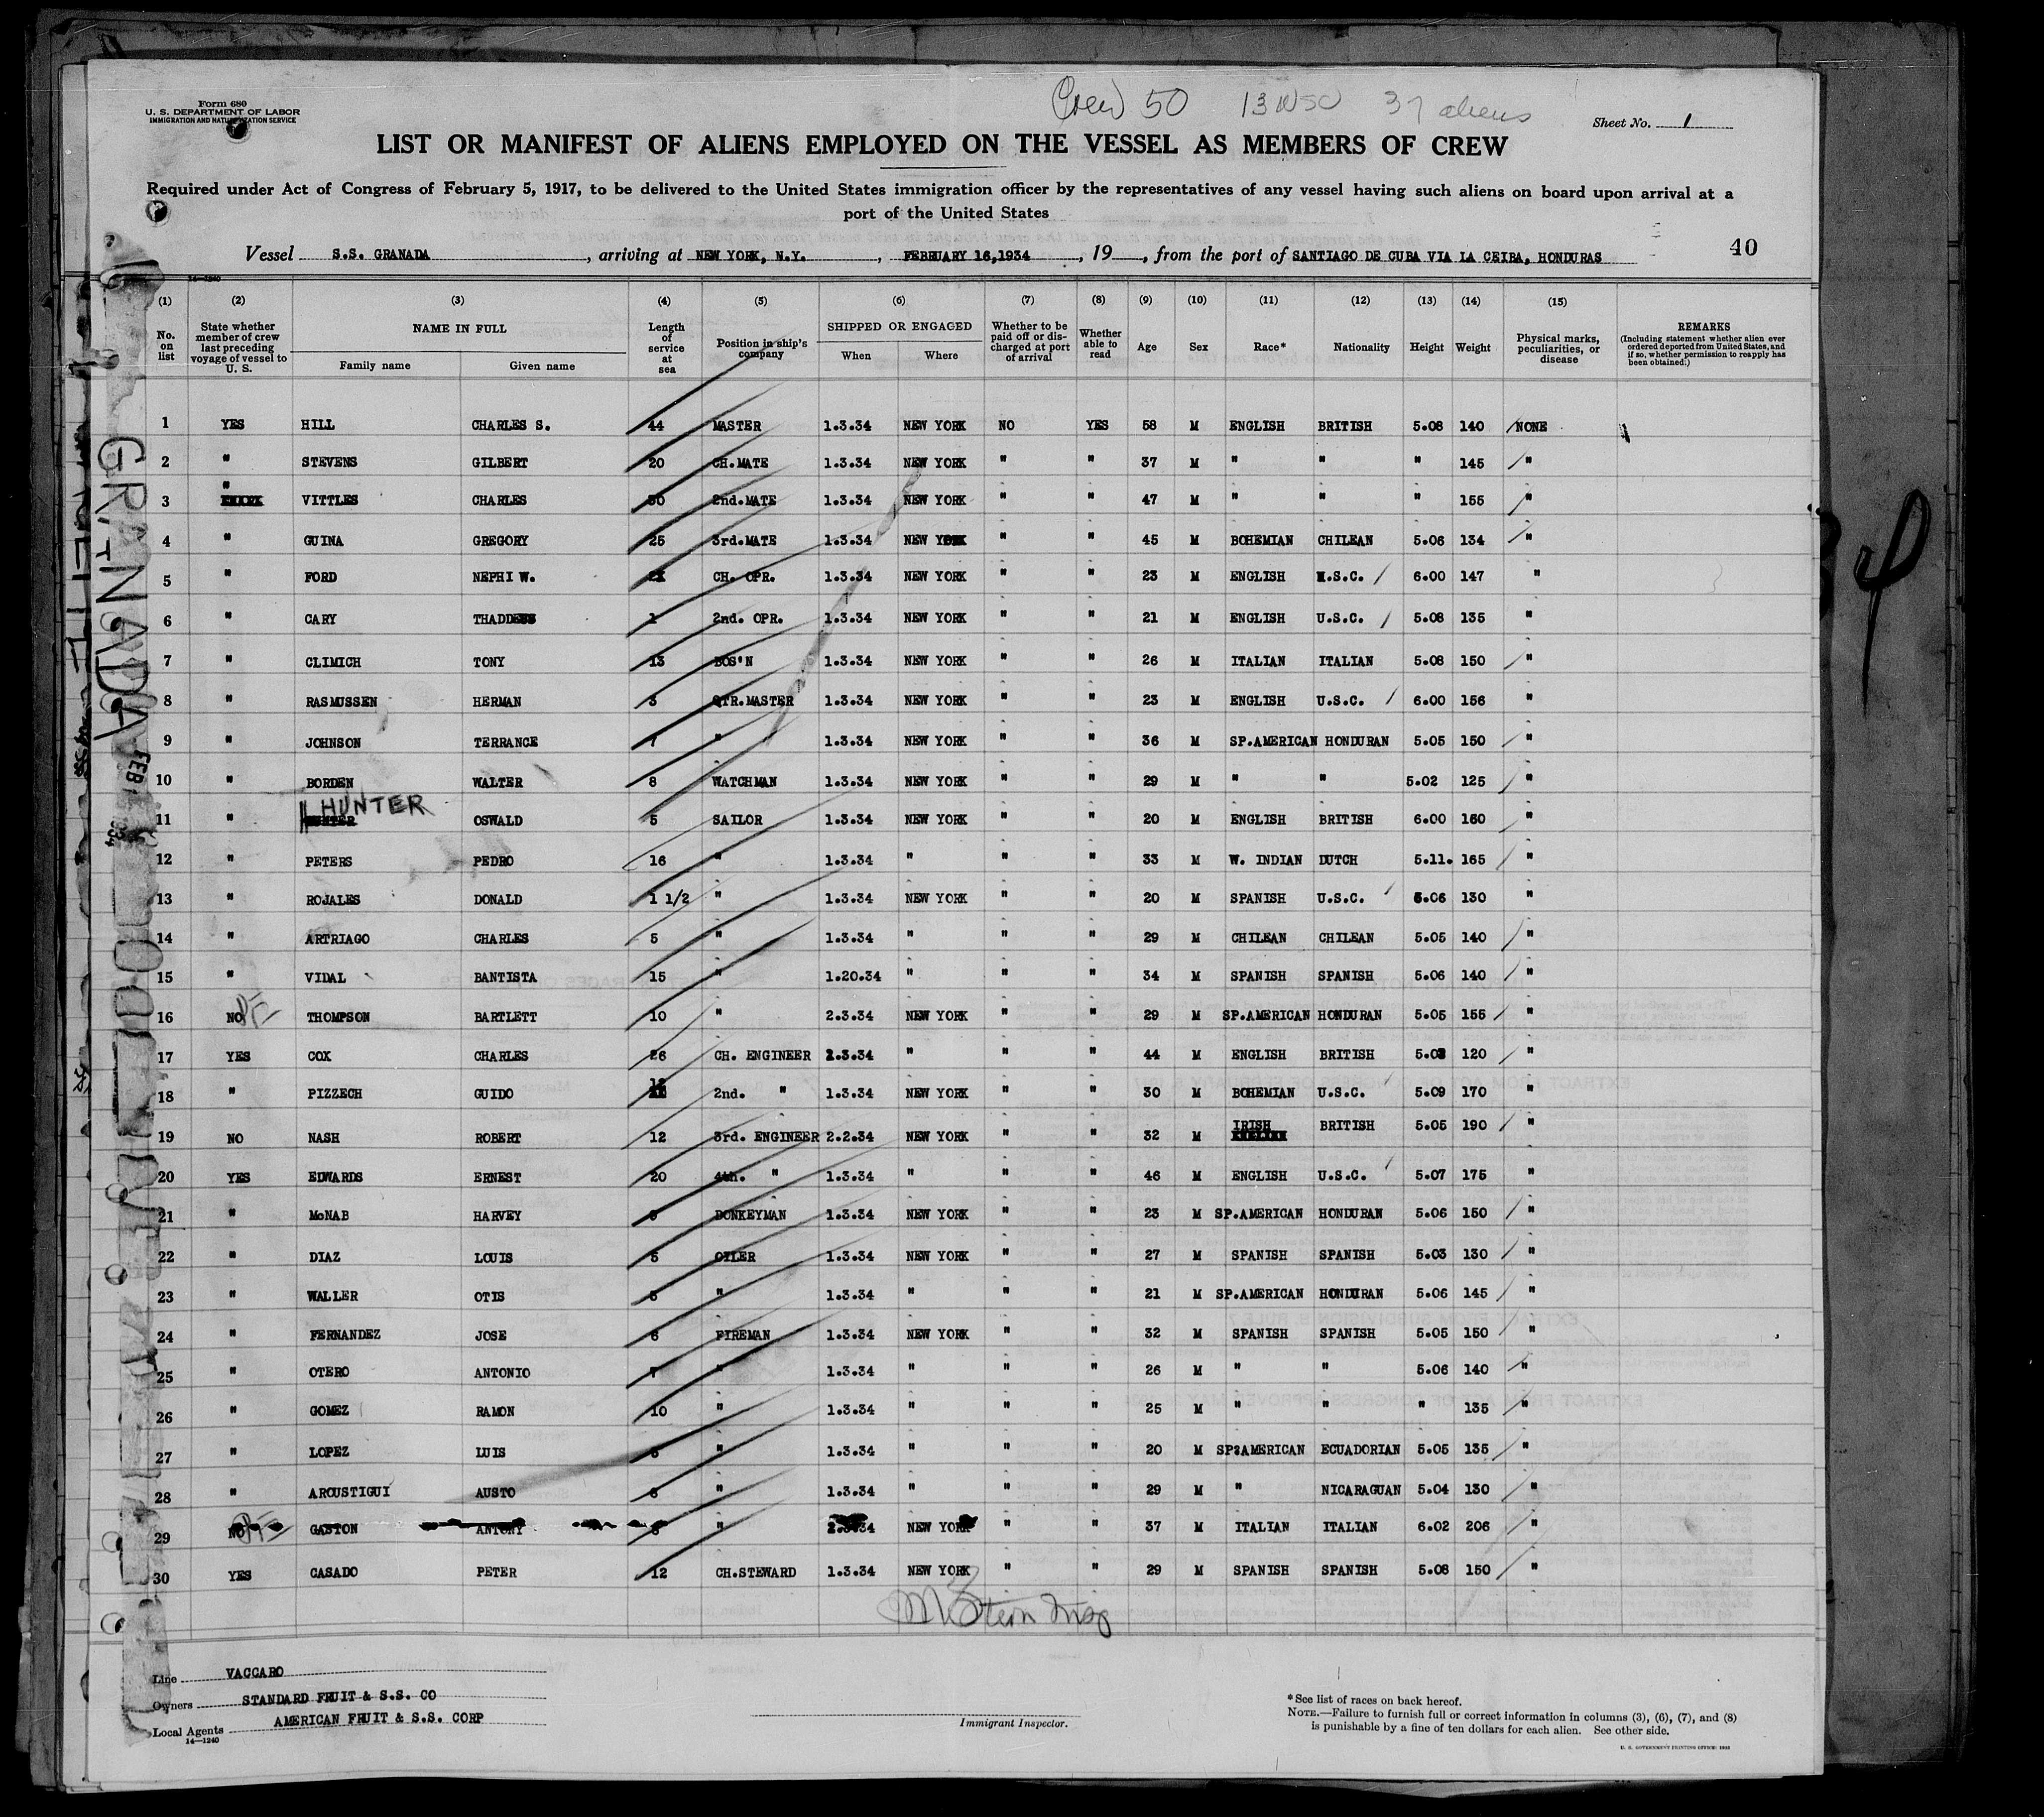 Form 680
U. S. DEPARTMENT OF LABOR
IMMIGRATION AND NATURALIZATION SERVICE
Crew 50 13 USC 37 aliens
Sheet No. 1
LIST OR MANIFEST OF ALIENS EMPLOYED ON THE VESSEL AS MEMBERS OF CREW
Required under Act of Congress of February 5, 1917, to be delivered to the United States immigration officer by the representatives of any vessel having such aliens on board upon arrival at a
port of the United States
Vessel S.S. GRANADA, arriving at NEW YORK, N.Y., FEBRUARY 16,1934, 19, from the port of SANTIAGO DE CUBA VIA LA CEIBA, HONDURAS 40
14-1240
(1) (2) (3) (4) (5) (6) (7) (8) (9) (10) (11) (12) (13) (14) (15)
No. on list State whether member of crew last preceding voyage of vessel to U. S. NAME IN FULL Family name Given name Length of service at sea Position in ship's company SHIPPED OR ENGAGED When Where Whether to be paid off or discharged at port of arrival Whether able to read Age Sex Race* Nationality Height Weight Physical marks, peculiarities, or disease REMARKS (Including statement whether alien ever ordered deported from United States, and if so, whether permission to reapply has been obtained.)
1 YES HILL CHARLES S. 44 MASTER 1.3.34 NEW YORK NO YES 58 M ENGLISH BRITISH 5.08 140 NONE
2 " STEVENS GILBERT 20 CH.MATE 1.3.34 NEW YORK " " 37 M " " " 145 "
3 " VITTLES CHARLES 30 2nd.MATE 1.3.34 NEW YORK " " 47 M " " " 155 "
4 " GUINA GREGORY 25 3rd.MATE 1.3.34 NEW YORK " " 45 M BOHEMIAN CHILEAN 5.06 134 "
5 " FORD NEPHI W. CH. OPR. 1.3.34 NEW YORK " " 23 M ENGLISH U.S.C. 6.00 147 "
6 " CARY THADDEUS 1 2nd. OPR. 1.3.34 NEW YORK " " 21 M ENGLISH U.S.C. 5.08 135 "
7 " CLIMICH TONY 13 BOS'N 1.3.34 NEW YORK " " 26 M ITALIAN ITALIAN 5.08 150 "
8 " RASMUSSEN HERMAN 3 QTR.MASTER 1.3.34 NEW YORK " " 23 M ENGLISH U.S.C. 6.00 156 "
9 " JOHNSON TERRANCE 7 " 1.3.34 NEW YORK " " 36 M SP.AMERICAN HONDURAN 5.05 150 "
10 " BORDEN WALTER 8 WATCHMAN 1.3.34 NEW YORK " " 29 M " " 5.02 125 "
11 " HUNTER OSWALD 5 SAILOR 1.3.34 NEW YORK " " 20 M ENGLISH BRITISH 6.00 160 "
12 " PETERS PEDRO 16 " 1.3.34 " " " 33 M W. INDIAN DUTCH 5.11. 165 "
13 " ROJALES DONALD 1 1/2 " 1.3.34 NEW YORK " " 20 M SPANISH U.S.C. 5.06 130 "
14 " ARTRIAGO CHARLES 5 " 1.3.34 " " " 29 M CHILEAN CHILEAN 5.05 140 "
15 " VIDAL BANTISTA 15 " 1.20.34 " " " 34 M SPANISH SPANISH 5.06 140 "
16 NO THOMPSON BARTLETT 10 " 2.3.34 NEW YORK " " 29 M SP.AMERICAN HONDURAN 5.05 155 "
17 YES COX CHARLES 26 CH. ENGINEER 2.3.34 " " " 44 M ENGLISH BRITISH 5.03 120 "
18 " PIZZECH GUIDO 12 2nd. " 1.3.34 NEW YORK " " 30 M BOHEMIAN U.S.C. 5.09 170 "
19 NO NASH ROBERT 12 3rd. ENGINEER 2.2.34 NEW YORK " " 32 M IRISH BRITISH 5.05 190 "
20 YES EDWARDS ERNEST 20 4th. " 1.3.34 " " " 46 M ENGLISH U.S.C. 5.07 175 "
21 " McNAB HARVEY DONKEYMAN 1.3.34 NEW YORK " " 23 M SP.AMERICAN HONDURAN 5.06 150 "
22 " DIAZ LOUIS 5 OILER 1.3.34 NEW YORK " " 27 M SPANISH SPANISH 5.03 130 "
23 " WALLER OTIS " 1.3.34 " " " 21 M SP.AMERICAN HONDURAN 5.06 145 "
24 " FERNANDEZ JOSE 6 FIREMAN 1.3.34 NEW YORK " " 32 M SPANISH SPANISH 5.05 150 "
25 " OTERO ANTONIO 7 " 1.3.34 " " " 26 M " " 5.06 140 "
26 " GOMEZ RAMON 10 " 1.3.34 " " " 25 M " " " 135 "
27 " LOPEZ LUIS " 1.3.34 " " " 20 M SP.AMERICAN ECUADORIAN 5.05 135 "
28 " AROUSTIGUI AUSTO " 1.3.34 " " " 29 M " NICARAGUAN 5.04 130 "
29 NO GASTON ANTONY " NEW YORK " " 37 M ITALIAN ITALIAN 6.02 206 "
30 YES CASADO PETER 12 CH.STEWARD 1.3.34 NEW YORK " " 29 M SPANISH SPANISH 5.08 150 "
Stern Insp
Line VACCARO
Owners STANDARD FRUIT & S.S. CO
Local Agents AMERICAN FRUIT & S.S. CORP
14-1240
Immigrant Inspector.
*See list of races on back hereof.
NOTE.—Failure to furnish full or correct information in columns (3), (6), (7), and (8)
is punishable by a fine of ten dollars for each alien. See other side.
U. S. GOVERNMENT PRINTING OFFICE:
GRANADA
FEB